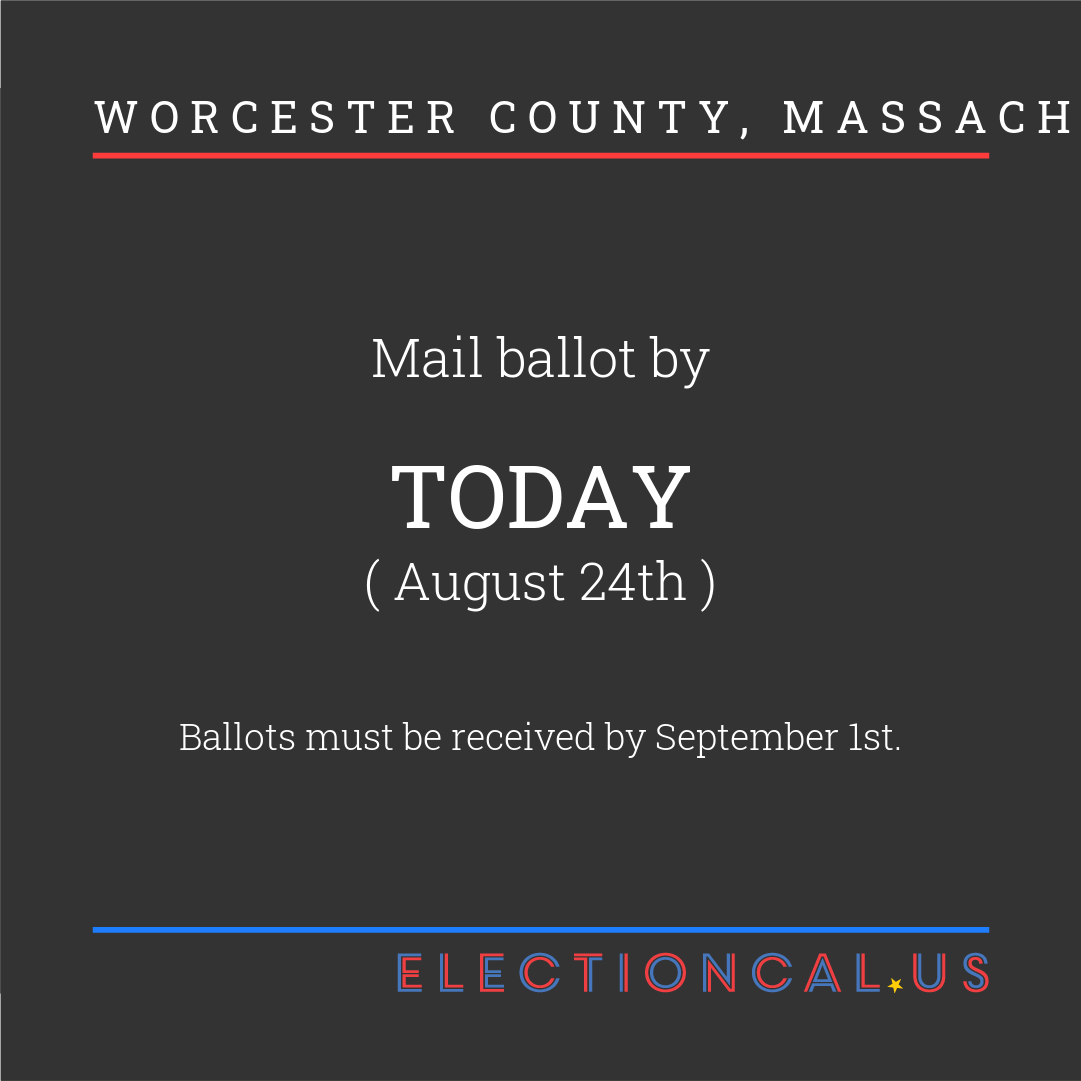 WORCESTER COUNTY, MASSACH
Mail ballot by
TODAY
( August 24th )
Ballots must be received by September 1st.
ELECTIONCAL.US